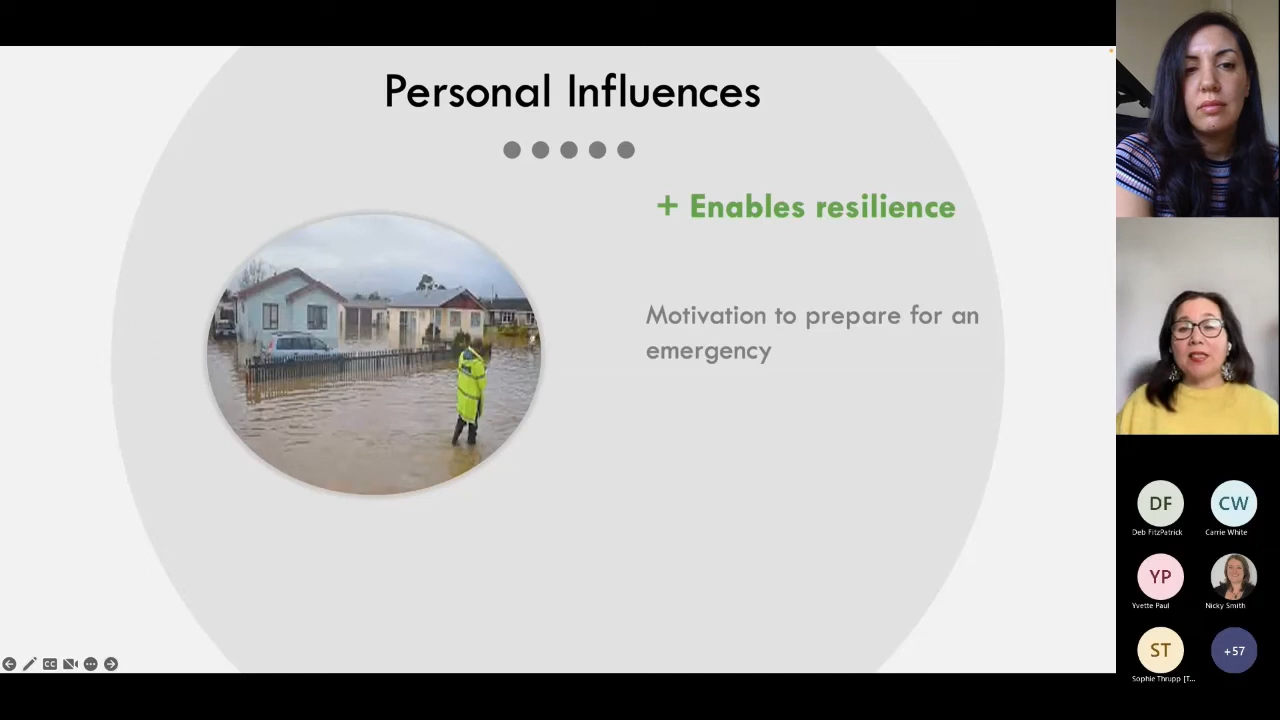 Personal Influences
+ Enables resilience
Motivation to prepare for an
emergency
DF
Deb FitzPatrick
CW
Carrie White
YP
Yvette Paul
Nicky Smith
ST
Sophie Thrupp [T...
+57
CC